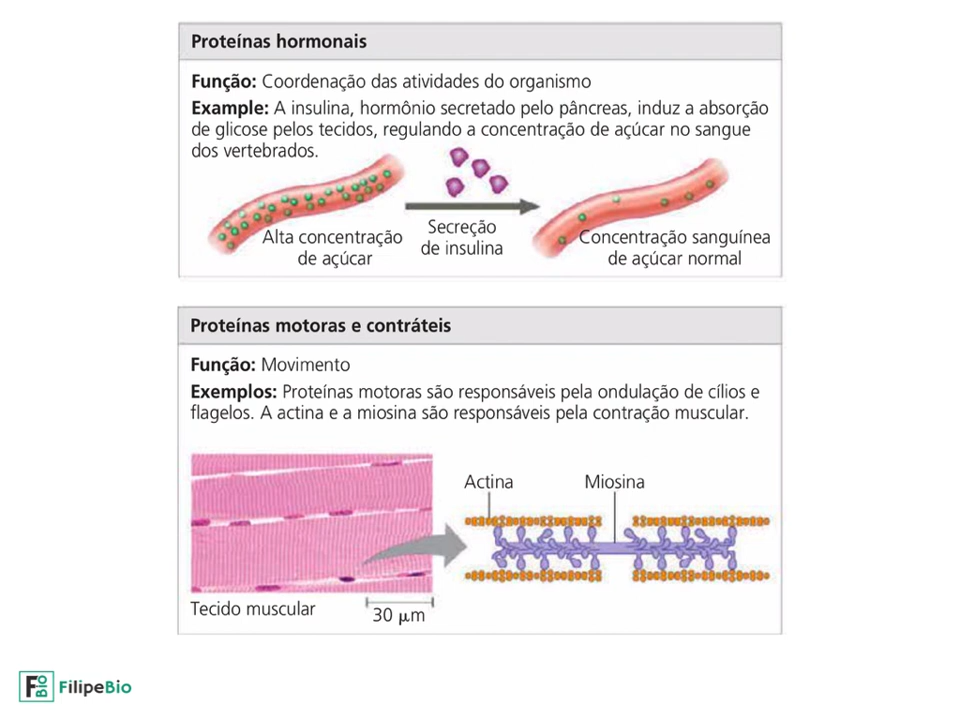 Proteínas hormonais
Função: Coordenação das atividades do organismo
Example: A insulina, hormônio secretado pelo pâncreas, induz a absorção
de glicose pelos tecidos, regulando a concentração de açúcar no sangue
dos vertebrados.
Alta concentração
de açúcar
Secreção
de insulina
Concentração sanguínea
de açúcar normal
Proteínas motoras e contráteis
Função: Movimento
Exemplos: Proteínas motoras são responsáveis pela ondulação de cílios e
flagelos. A actina e a miosina são responsáveis pela contração muscular.
Actina
Miosina
Tecido muscular
30 µm
F BIO FilipeBio